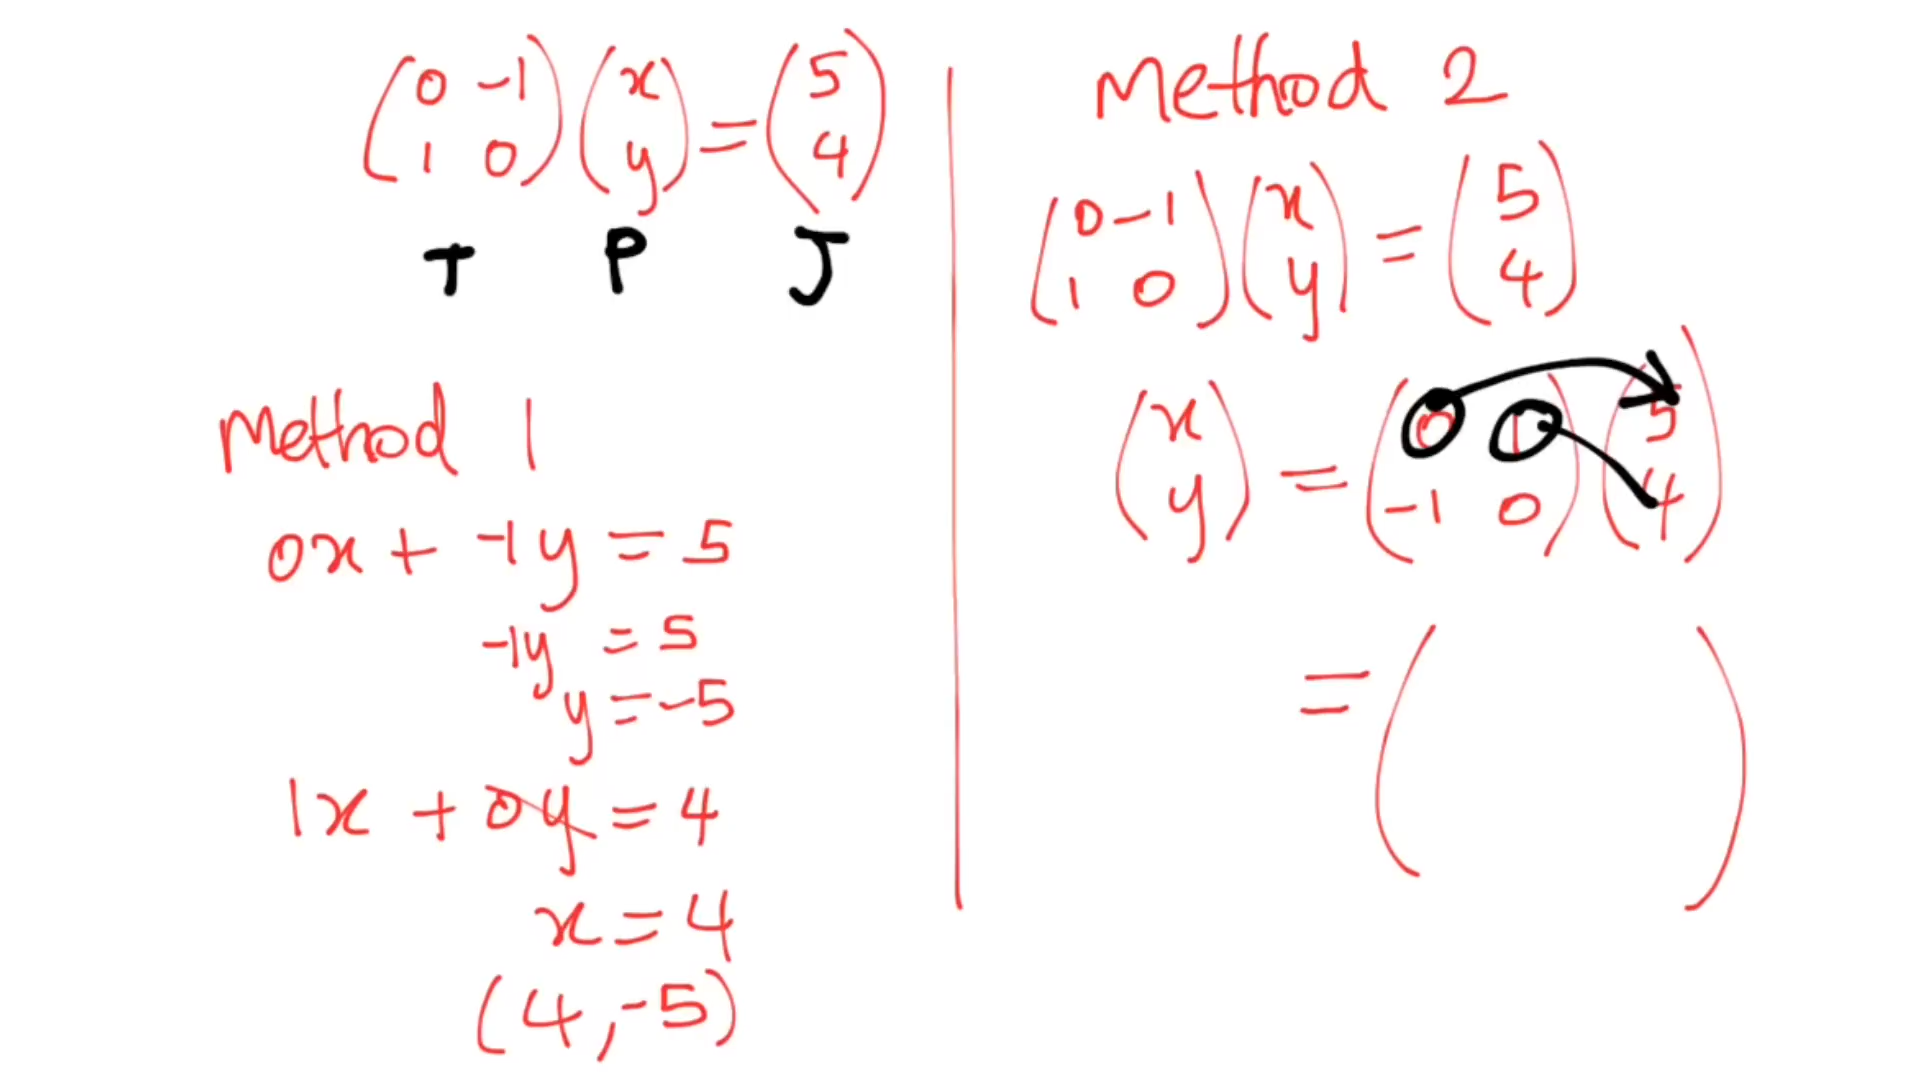 (0 -1) (x) = (5)
(1 0) (y) (4)
T P J
Method 1
0x + -1y = 5
-1y = 5
y = -5
1x + 0y = 4
x = 4
(4, -5)
Method 2
(0 -1) (x) = (5)
(1 0) (y) (4)
(x) = (0 1) (5)
(y) (-1 0) (4)
= ( )